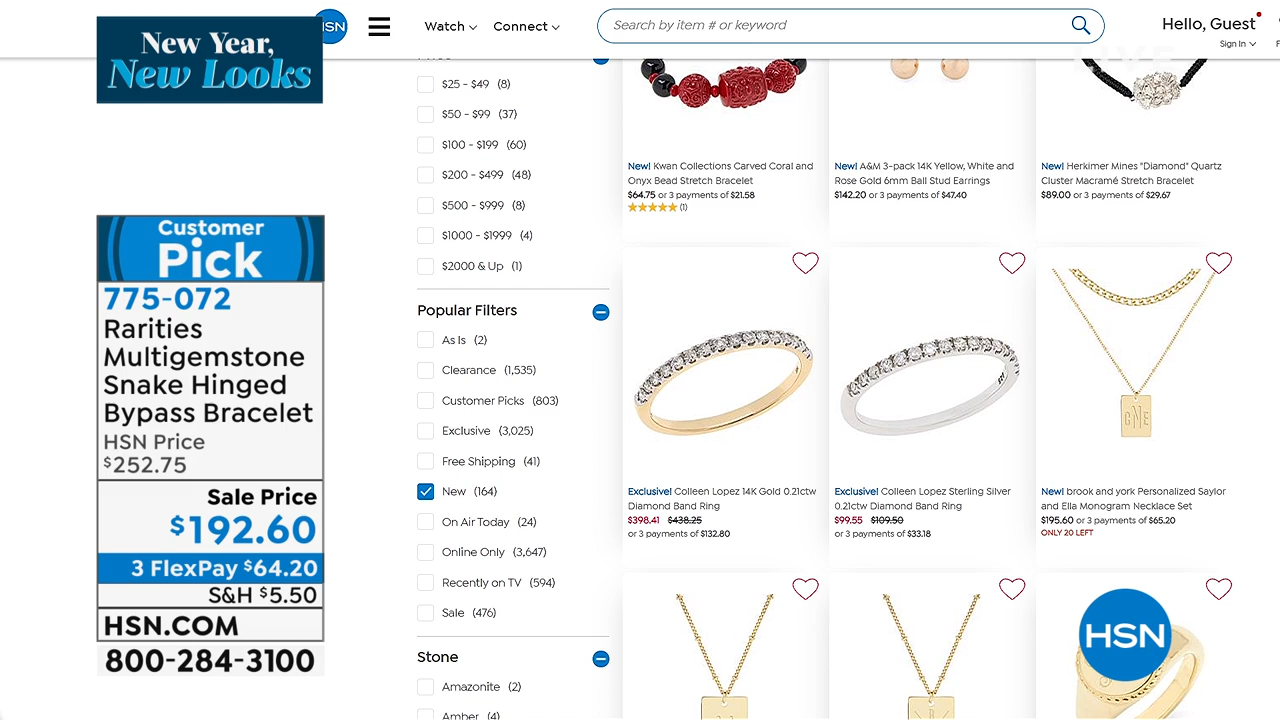 New Year,
New Looks
HSN
Watch
Connect
Search by item # or keyword
Hello, Guest
Sign In
LIVE
Customer
Pick
775-072
Rarities
Multigemstone
Snake Hinged
Bypass Bracelet
HSN Price
$252.75
Sale Price
$192.60
3 FlexPay $64.20
S&H $5.50
HSN.COM
800-284-3100
$25 - $49 (8)
$50 - $99 (37)
$100 - $199 (60)
$200 - $499 (48)
$500 - $999 (8)
$1000 - $1999 (4)
$2000 & Up (1)
Popular Filters
As Is (2)
Clearance (1,535)
Customer Picks (803)
Exclusive (3,025)
Free Shipping (41)
New (164)
On Air Today (24)
Online Only (3,647)
Recently on TV (594)
Sale (476)
Stone
Amazonite (2)
Amber (4)
New! Kwan Collections Carved Coral and
Onyx Bead Stretch Bracelet
$64.75 or 3 payments of $21.58
(1)
New! A&M 3-pack 14K Yellow, White and
Rose Gold 6mm Ball Stud Earrings
$142.20 or 3 payments of $47.40
New! Herkimer Mines "Diamond" Quartz
Cluster Macramé Stretch Bracelet
$89.00 or 3 payments of $29.67
Exclusive! Colleen Lopez 14K Gold 0.21ctw
Diamond Band Ring
$398.41 $438.25
or 3 payments of $132.80
Exclusive! Colleen Lopez Sterling Silver
0.21ctw Diamond Band Ring
$99.55 $109.50
or 3 payments of $33.18
GNE
New! brook and york Personalized Saylor
and Ella Monogram Necklace Set
$195.60 or 3 payments of $65.20
ONLY 20 LEFT
HSN